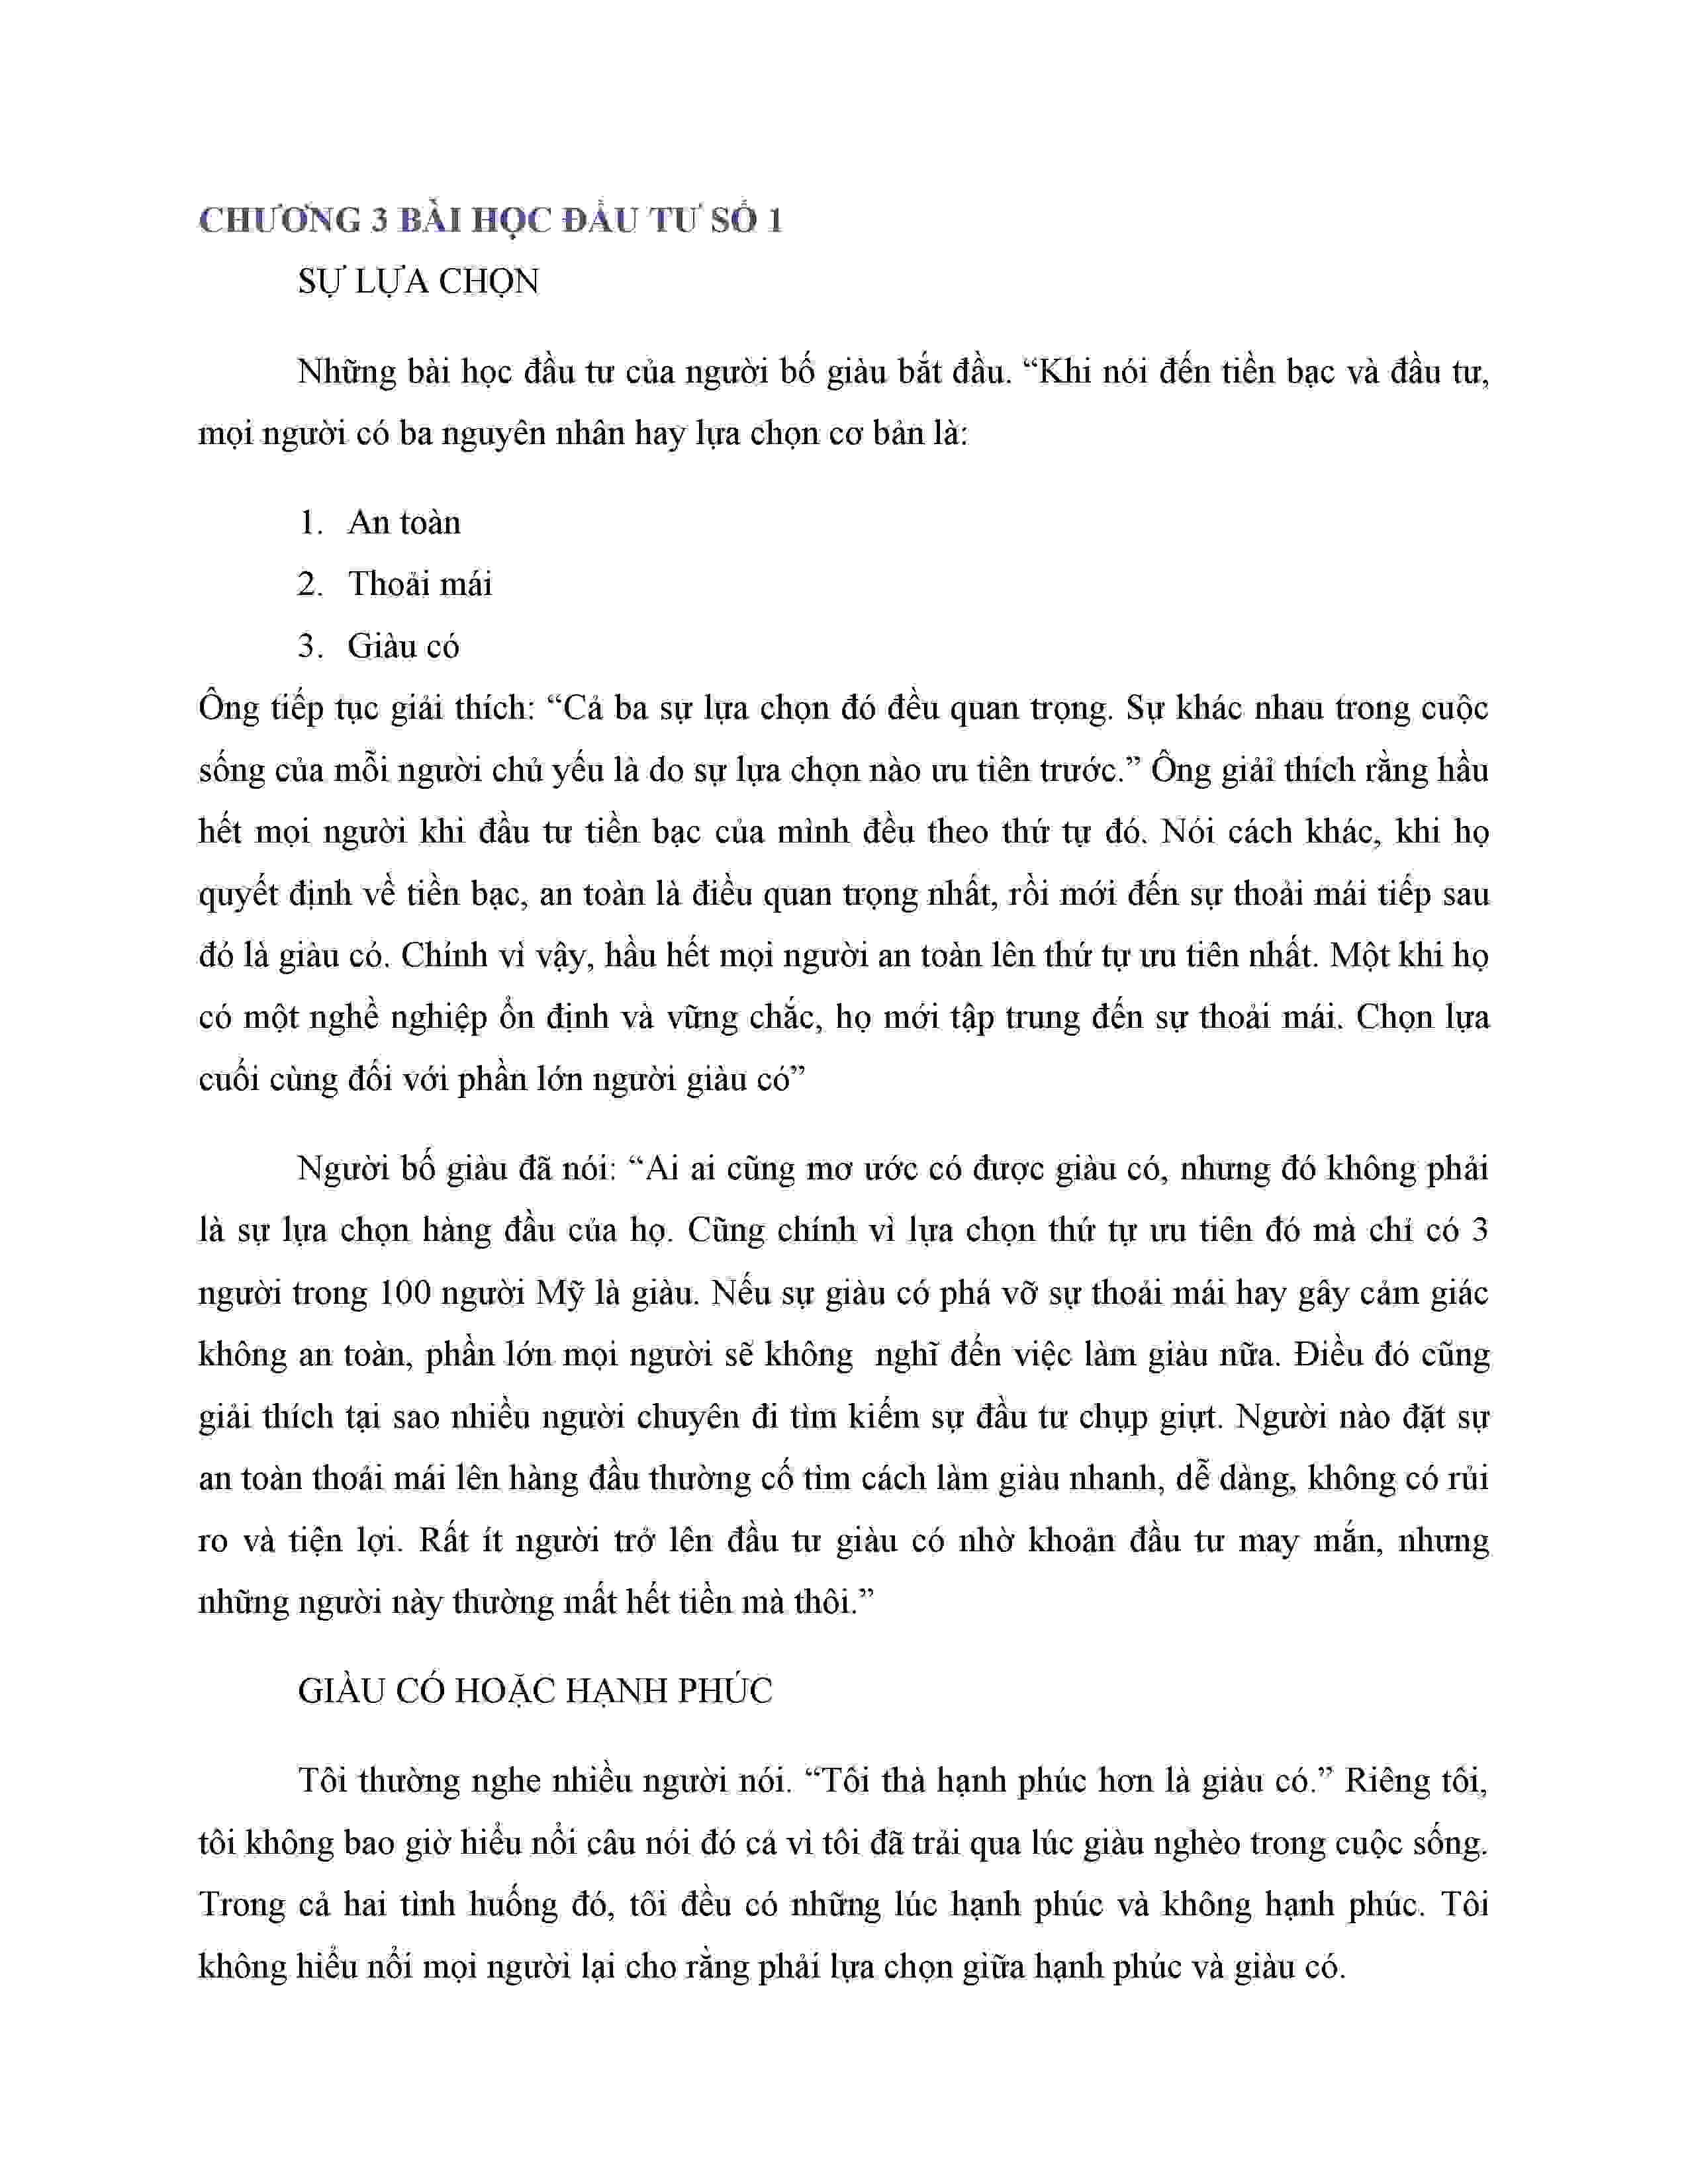 CHƯƠNG 3 BÀI HỌC ĐẦU TƯ SỐ 1
SỰ LỰA CHỌN
Những bài học đầu tư của người bố giàu bắt đầu. “Khi nói đến tiền bạc và đầu tư,
mọi người có ba nguyên nhân hay lựa chọn cơ bản là:
1. An toàn
2. Thoải mái
3. Giàu có
Ông tiếp tục giải thích: “Cả ba sự lựa chọn đó đều quan trọng. Sự khác nhau trong cuộc
sống của mỗi người chủ yếu là do sự lựa chọn nào ưu tiên trước.” Ông giải thích rằng hầu
hết mọi người khi đầu tư tiền bạc của mình đều theo thứ tự đó. Nói cách khác, khi họ
quyết định về tiền bạc, an toàn là điều quan trọng nhất, rồi mới đến sự thoải mái tiếp sau
đó là giàu có. Chính vì vậy, hầu hết mọi người an toàn lên thứ tự ưu tiên nhất. Một khi họ
có một nghề nghiệp ổn định và vững chắc, họ mới tập trung đến sự thoải mái. Chọn lựa
cuối cùng đối với phần lớn người giàu có”
Người bố giàu đã nói: “Ai ai cũng mơ ước có được giàu có, nhưng đó không phải
là sự lựa chọn hàng đầu của họ. Cũng chính vì lựa chọn thứ tự ưu tiên đó mà chỉ có 3
người trong 100 người Mỹ là giàu. Nếu sự giàu có phá vỡ sự thoải mái hay gây cảm giác
không an toàn, phần lớn mọi người sẽ không nghĩ đến việc làm giàu nữa. Điều đó cũng
giải thích tại sao nhiều người chuyên đi tìm kiếm sự đầu tư chụp giựt. Người nào đặt sự
an toàn thoải mái lên hàng đầu thường cố tìm cách làm giàu nhanh, dễ dàng, không có rủi
ro và tiện lợi. Rất ít người trở lên đầu tư giàu có nhờ khoản đầu tư may mắn, nhưng
những người này thường mất hết tiền mà thôi.”
GIÀU CÓ HOẶC HẠNH PHÚC
Tôi thường nghe nhiều người nói. “Tôi thà hạnh phúc hơn là giàu có.” Riêng tôi,
tôi không bao giờ hiểu nổi câu nói đó cả vì tôi đã trải qua lúc giàu nghèo trong cuộc sống.
Trong cả hai tình huống đó, tôi đều có những lúc hạnh phúc và không hạnh phúc. Tôi
không hiểu nổi mọi người lại cho rằng phải lựa chọn giữa hạnh phúc và giàu có.